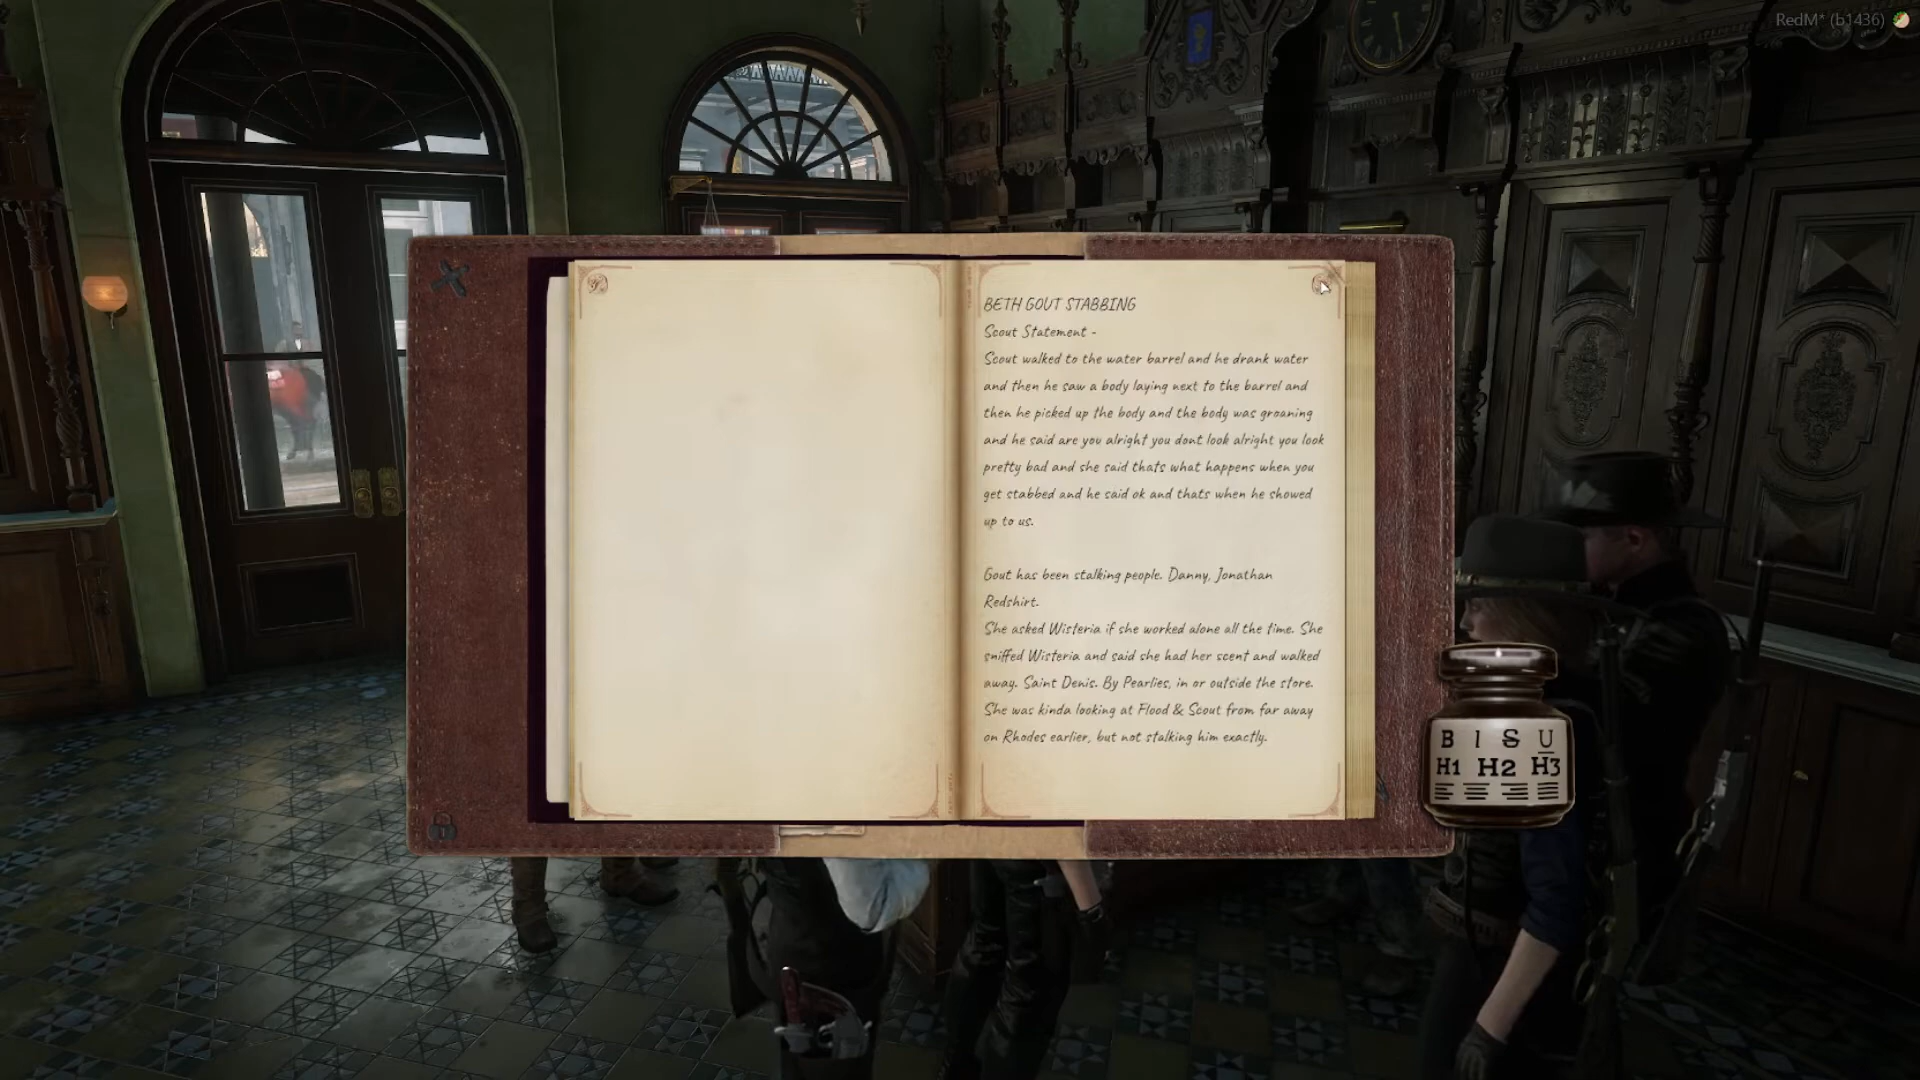 RedM* (b1436)
BETH GOUT STABBING
Scout Statement -
Scout walked to the water barrel and he drank water
and then he saw a body laying next to the barrel and
then he picked up the body and the body was groaning
and he said are you alright you dont look alright you look
pretty bad and she said thats what happens when you
get stabbed and he said ok and thats when he showed
up to us.
Gout has been stalking people. Danny, Jonathan
Redshirt.
She asked Wisteria if she worked alone all the time. She
sniffed Wisteria and said she had her scent and walked
away. Saint Denis. By Pearlies, in or outside the store.
She was kinda looking at Flood & Scout from far away
on Rhodes earlier, but not stalking him exactly.
B I S U
H1 H2 H3